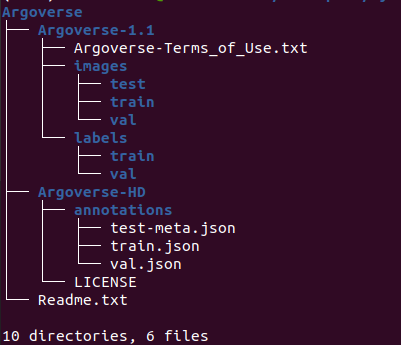 Argoverse
├── Argoverse-1.1
│   ├── Argoverse-Terms_of_Use.txt
│   ├── images
│   │   ├── test
│   │   ├── train
│   │   └── val
│   └── labels
│       ├── train
│       └── val
├── Argoverse-HD
│   ├── annotations
│   │   ├── test-meta.json
│   │   ├── train.json
│   │   └── val.json
│   └── LICENSE
└── Readme.txt
10 directories, 6 files